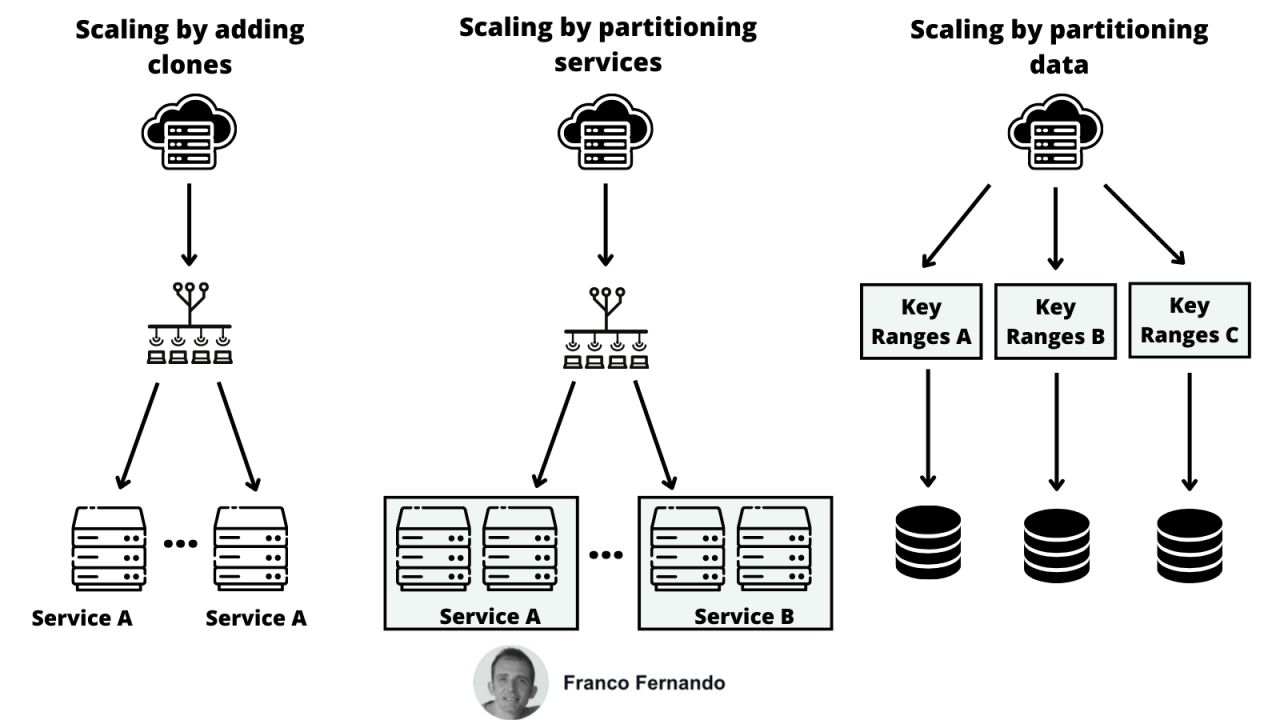 Scaling by adding
clones
Service A
Service A
Scaling by partitioning
services
Service A
Service B
Scaling by partitioning
data
Key
Ranges A
Key
Ranges B
Key
Ranges C
Franco Fernando